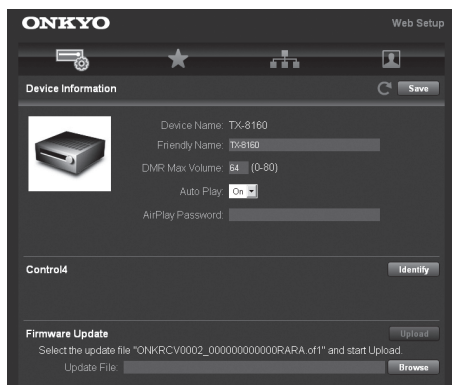 ONKYO
Web Setup
Device Information
Save
Device Name: TX-8160
Friendly Name: TX-8160
DMR Max Volume: 64 (0-80)
Auto Play: On
AirPlay Password:
Control4
Identify
Firmware Update
Upload
Select the update file "ONKRCV0002_000000000000RARA.of1" and start Upload.
Update File:
Browse